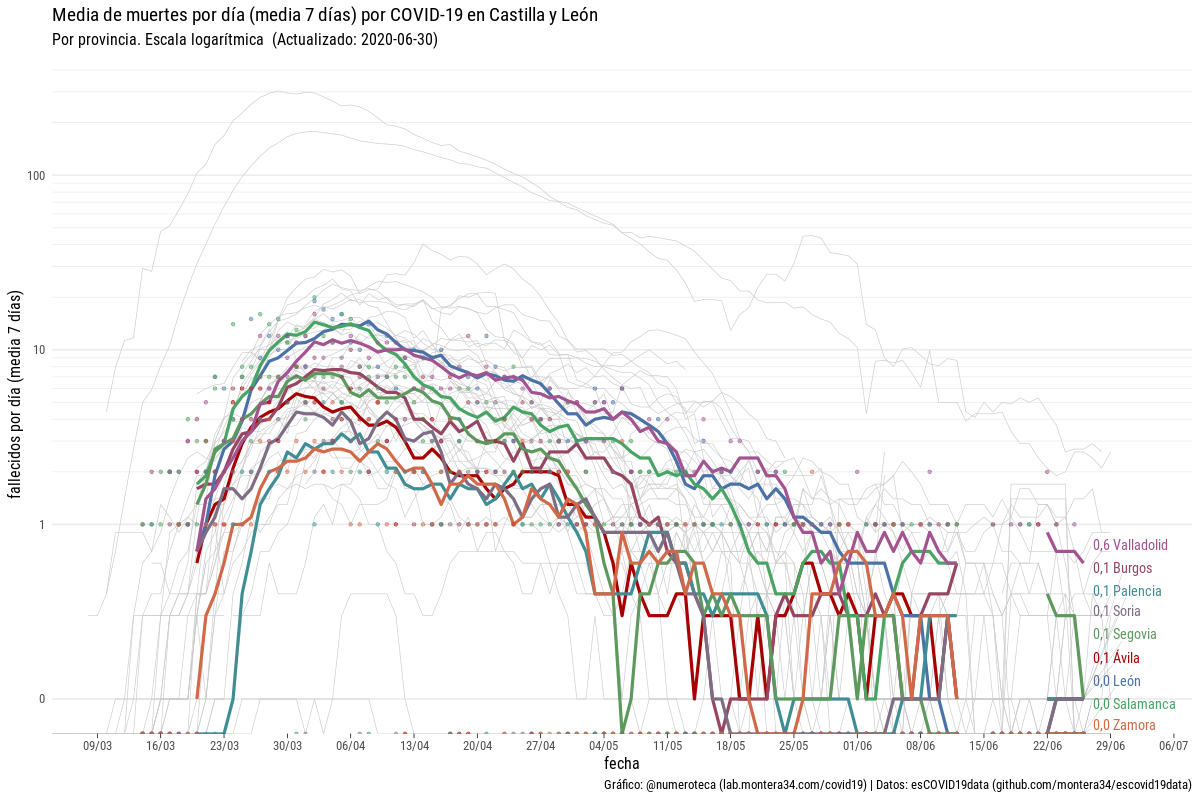 Media de muertes por día (media 7 días) por COVID-19 en Castilla y León
Por provincia. Escala logarítmica (Actualizado: 2020-06-30)
fallecidos por día (media 7 días)
100
10
1
0
0,6 Valladolid
0,1 Burgos
0,1 Palencia
0,1 Soria
0,1 Segovia
0,1 Ávila
0,0 León
0,0 Salamanca
0,0 Zamora
09/03 16/03 23/03 30/03 06/04 13/04 20/04 27/04 04/05 11/05 18/05 25/05 01/06 08/06 15/06 22/06 29/06 06/07
fecha
Gráfico: @numeroteca (lab.montera34.com/covid19) | Datos: esCOVID19data (github.com/montera34/escovid19data)